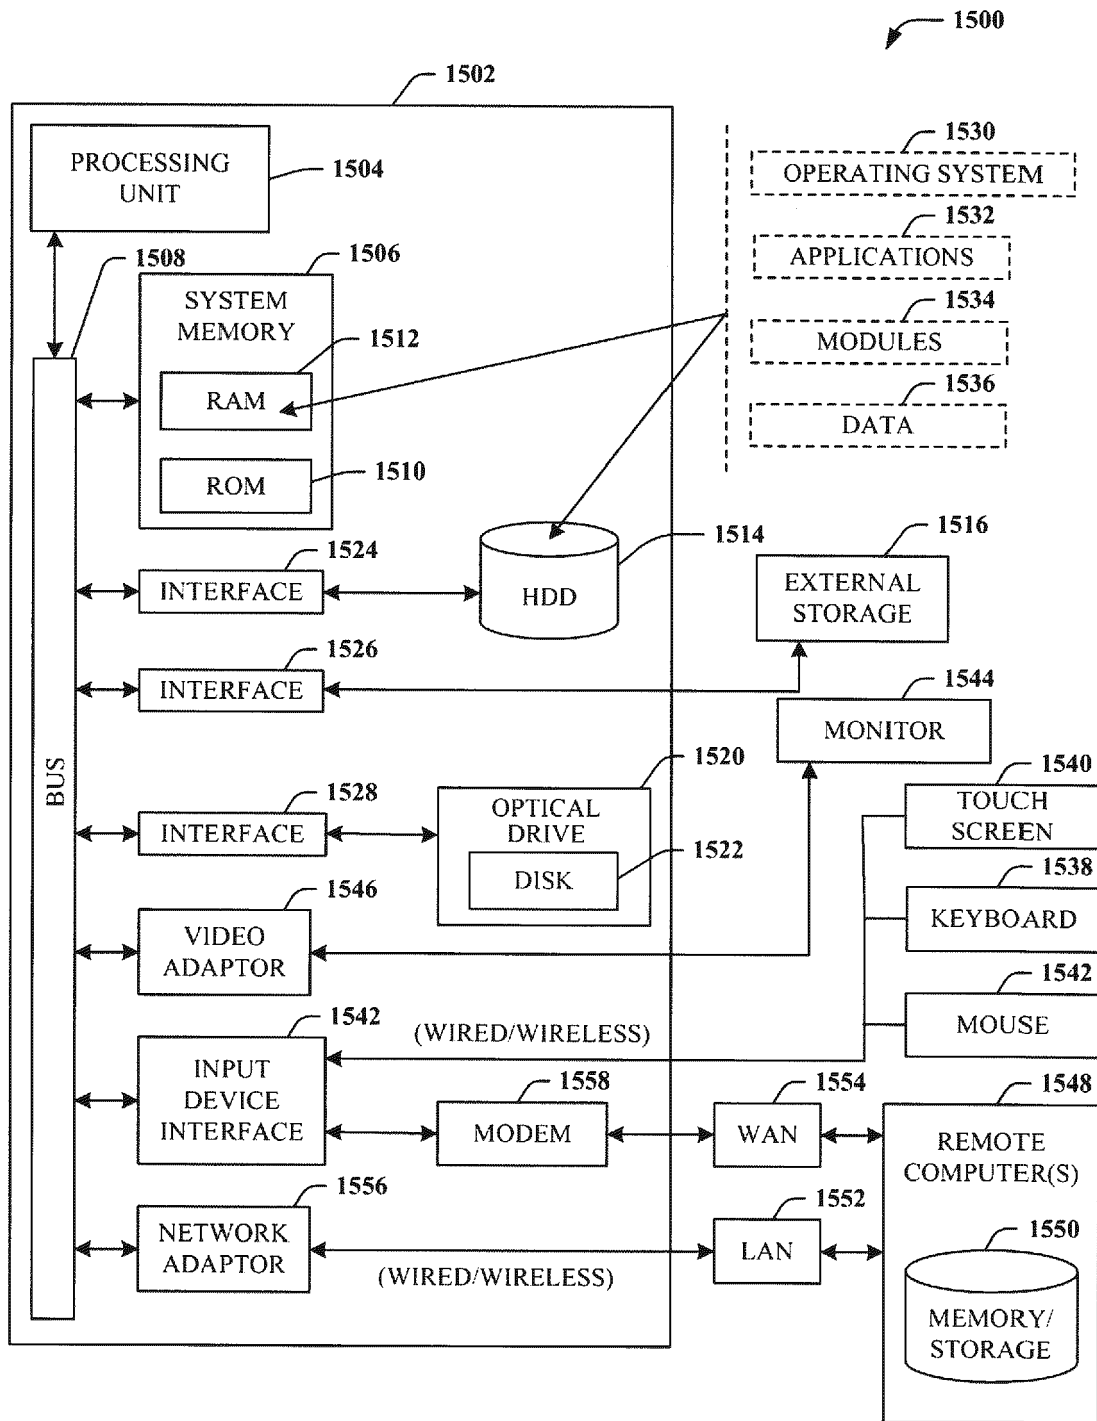 1500
1502
PROCESSING
UNIT
1504
1530
OPERATING SYSTEM
1532
APPLICATIONS
1534
MODULES
1536
DATA
1508
1506
SYSTEM
MEMORY
1512
RAM
1510
ROM
BUS
1524
INTERFACE
1514
HDD
1516
EXTERNAL
STORAGE
1526
INTERFACE
1544
MONITOR
1528
INTERFACE
1520
OPTICAL
DRIVE
1522
DISK
1540
TOUCH
SCREEN
1538
KEYBOARD
1542
MOUSE
1546
VIDEO
ADAPTOR
1542
INPUT
DEVICE
INTERFACE
(WIRED/WIRELESS)
1558
MODEM
1554
WAN
1548
REMOTE
COMPUTER(S)
1556
NETWORK
ADAPTOR
(WIRED/WIRELESS)
1552
LAN
1550
MEMORY/
STORAGE